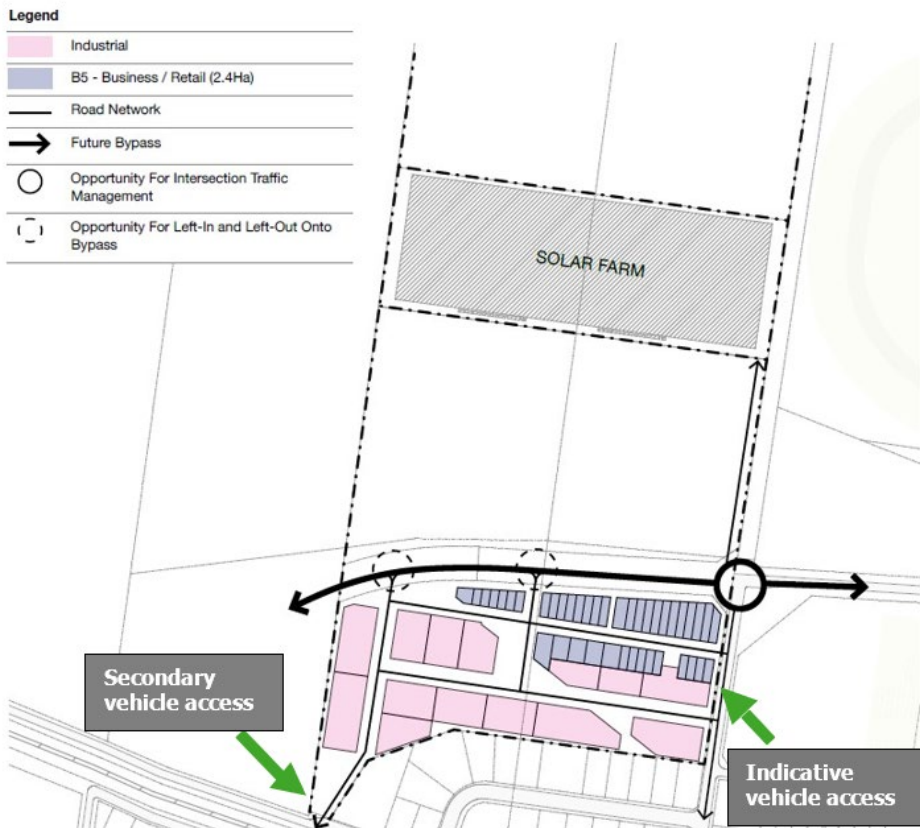 Legend
Industrial
B5 - Business / Retail (2.4Ha)
Road Network
Future Bypass
Opportunity For Intersection Traffic
Management
Opportunity For Left-In and Left-Out Onto
Bypass
SOLAR FARM
Secondary
vehicle access
Indicative
vehicle access